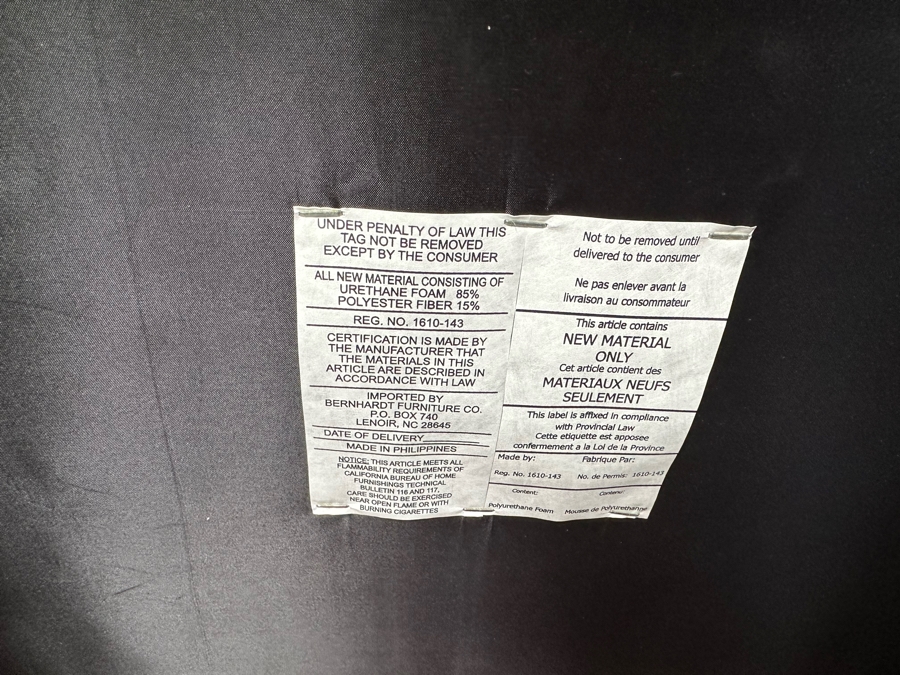 UNDER PENALTY OF LAW THIS
TAG NOT BE REMOVED
EXCEPT BY THE CONSUMER
ALL NEW MATERIAL CONSISTING OF
URETHANE FOAM 85%
POLYESTER FIBER 15%
REG. NO. 1610-143
CERTIFICATION IS MADE BY
THE MANUFACTURER THAT
THE MATERIALS IN THIS
ARTICLE ARE DESCRIBED IN
ACCORDANCE WITH LAW
IMPORTED BY
BERNHARDT FURNITURE CO.
P.O. BOX 740
LENOIR, NC 28645
DATE OF DELIVERY
MADE IN PHILIPPINES
NOTICE: THIS ARTICLE MEETS ALL
FLAMMABILITY REQUIREMENTS OF
CALIFORNIA BUREAU OF HOME
FURNISHINGS TECHNICAL
BULLETIN 116 AND 117,
CARE SHOULD BE EXERCISED
NEAR OPEN FLAME OR WITH
BURNING CIGARETTES
Not to be removed until
delivered to the consumer
Ne pas enlever avant la
livraison au consommateur
This article contains
NEW MATERIAL
ONLY
Cet article contient des
MATERIAUX NEUFS
SEULEMENT
This label is affixed in compliance
with Provincial Law
Cette etiquette est apposee
confermement a la Loi de la Province
Made by: Fabrique Par:
Reg. No. 1610-143 No. de Permis: 1610-143
Content: Contenu:
Polyurethane Foam Mousse de Polyurethanne